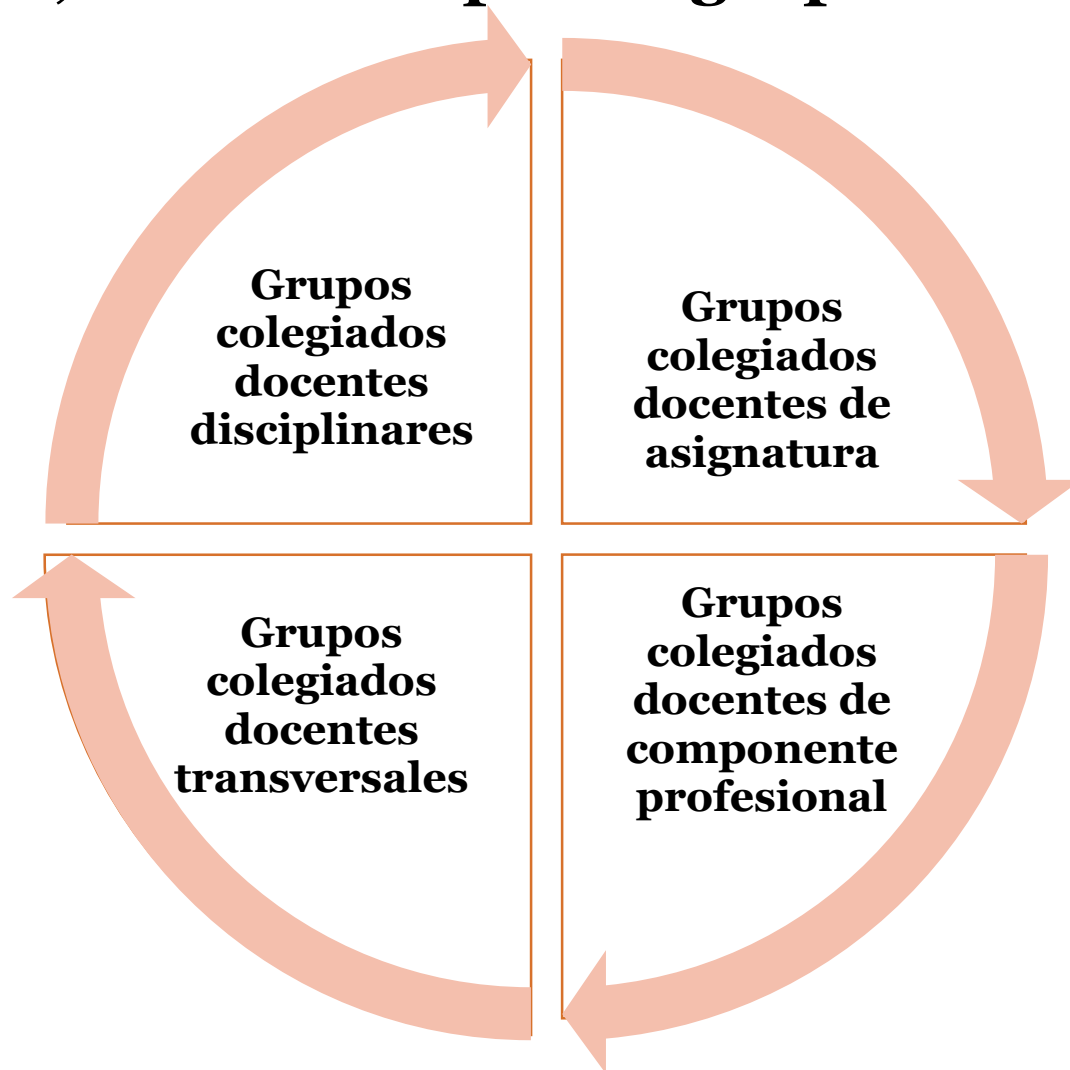 Grupos
colegiados
docentes
disciplinares
Grupos
colegiados
docentes de
asignatura
Grupos
colegiados
docentes
transversales
Grupos
colegiados
docentes de
componente
profesional